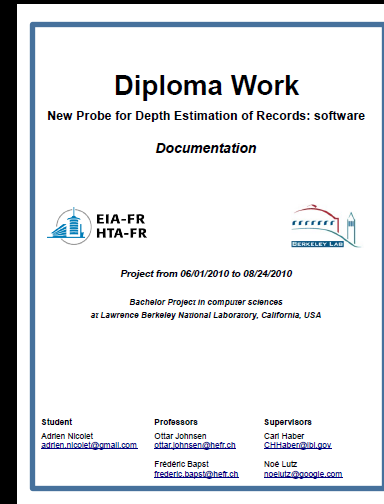 Diploma Work
New Probe for Depth Estimation of Records: software
Documentation
EIA-FR
HTA-FR
BERKELEY LAB
Project from 06/01/2010 to 08/24/2010
Bachelor Project in computer sciences
at Lawrence Berkeley National Laboratory, California, USA
Student Professors Supervisors
Adrien Nicolet Ottar Johnsen Carl Haber
adrien.nicolet@gmail.com ottar.johnsen@hefr.ch CHHaber@lbl.gov
Frédéric Bapst Noé Lutz
frederic.bapst@hefr.ch noelutz@google.com